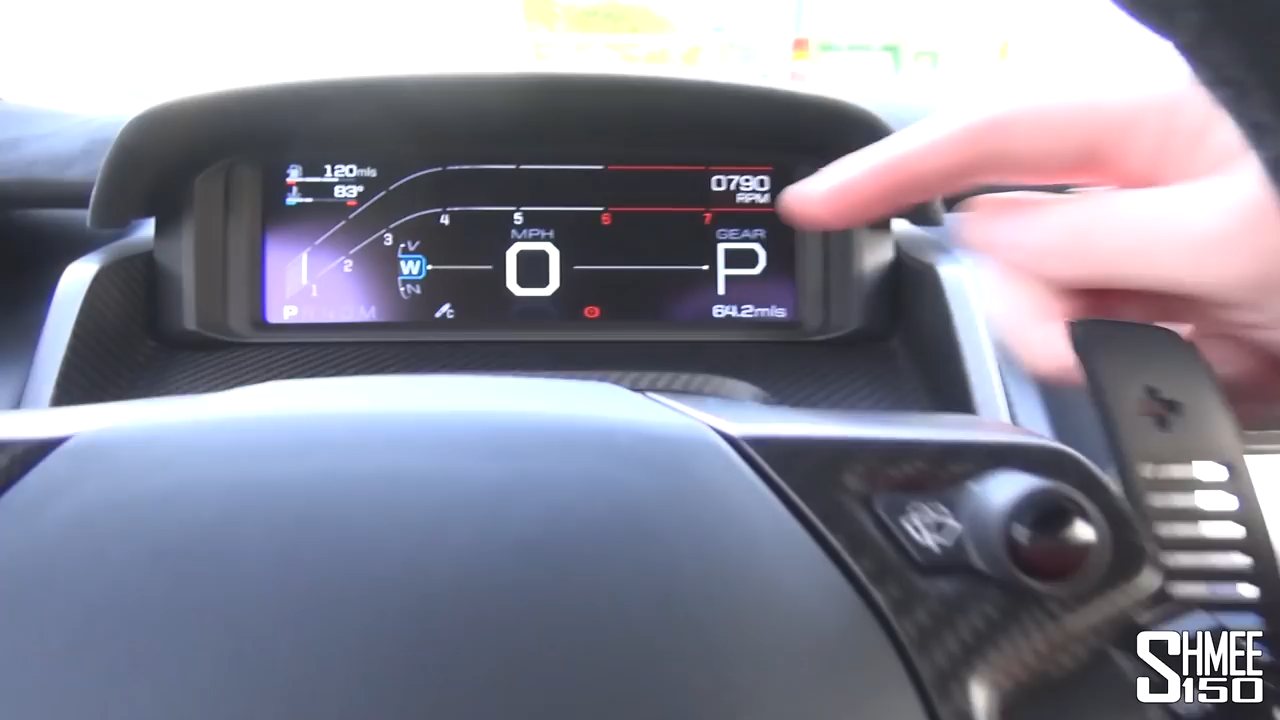 120mls
83°
0790
RPM
1 2 3 4 5 6 7
MPH
GEAR
V
W
N
0
P
P R N D M
64.2mls
+
SHMEE
150